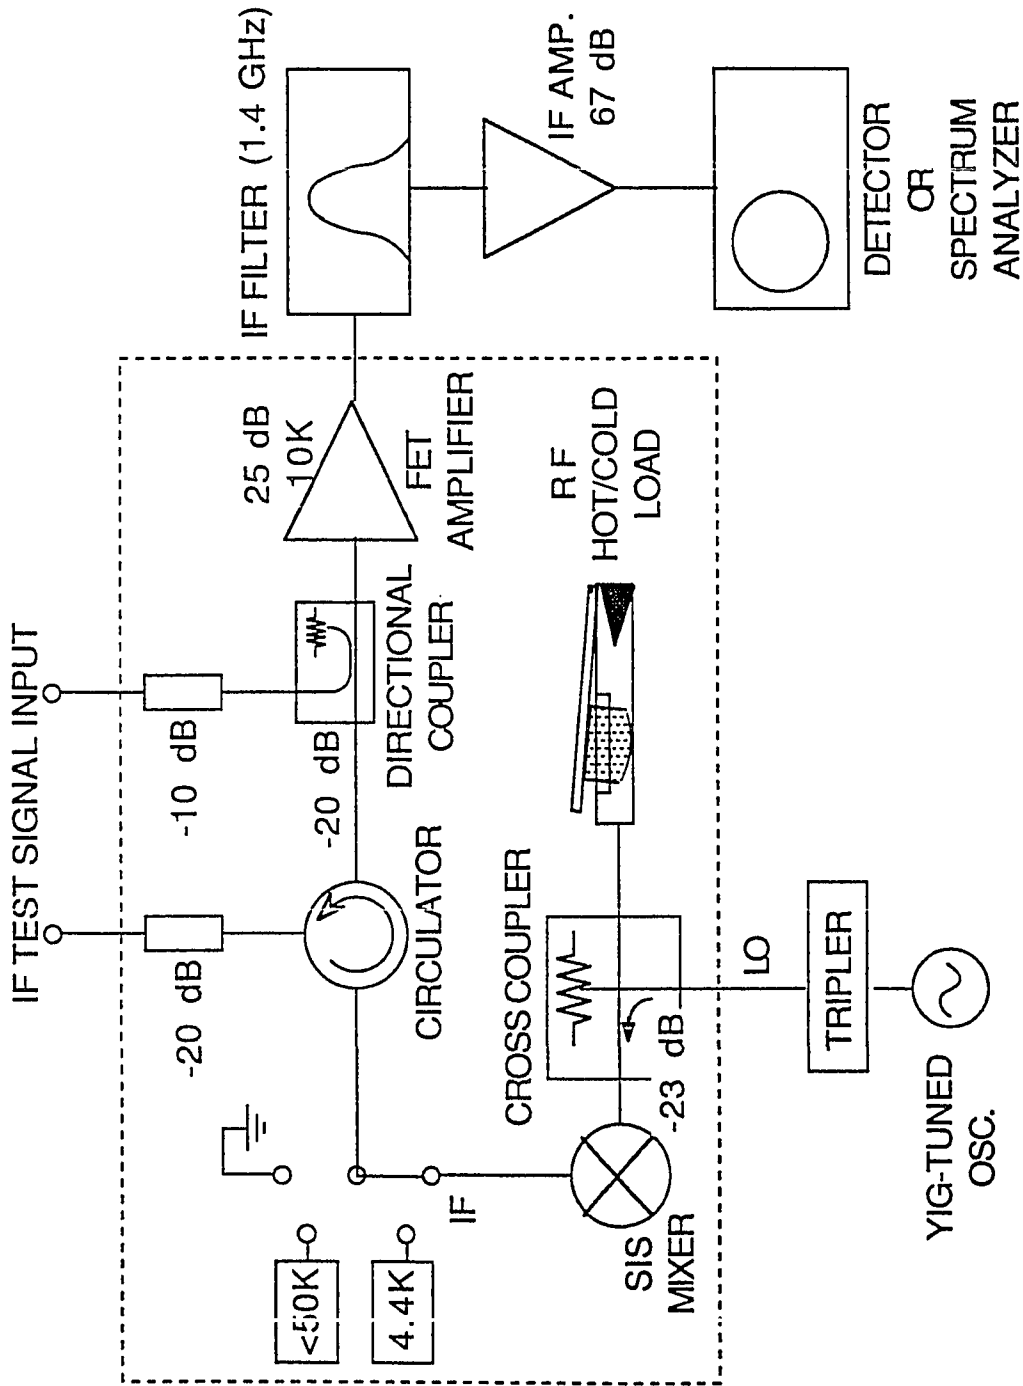 IF TEST SIGNAL INPUT
-20 dB
-10 dB
<50K
4.4K
IF
CIRCULATOR
-20 dB
DIRECTIONAL
COUPLER
25 dB
10K
FET
AMPLIFIER
IF FILTER (1.4 GHz)
IF AMP.
67 dB
DETECTOR
OR
SPECTRUM
ANALYZER
SIS
MIXER
CROSS COUPLER
-23 dB
RF
HOT/COLD
LOAD
LO
TRIPLER
YIG-TUNED
OSC.